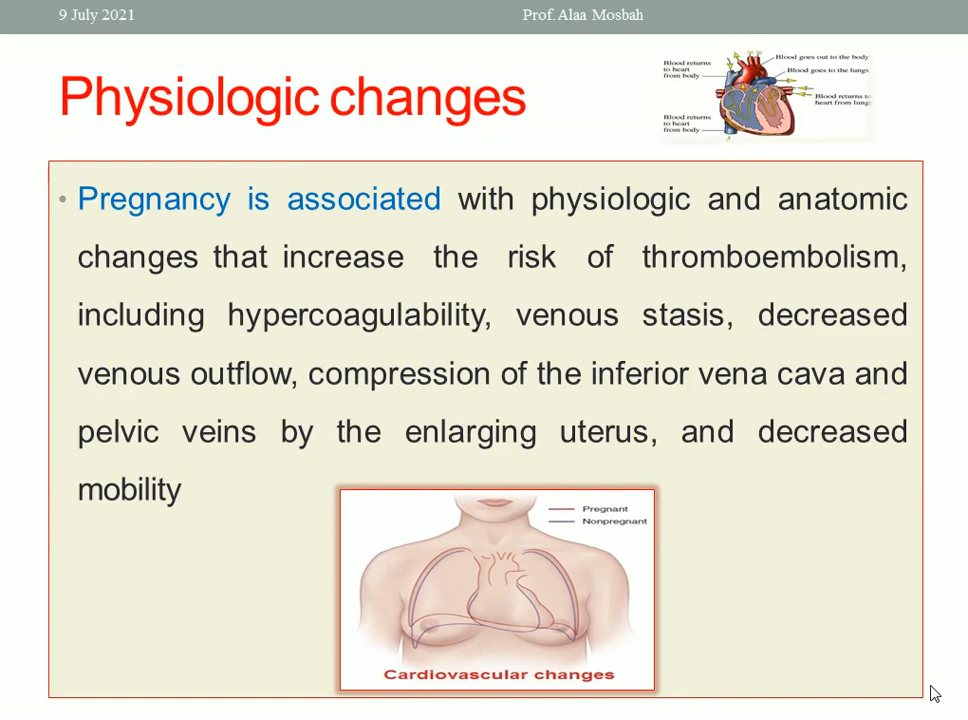 9 July 2021
Prof. Alaa Mosbah
Physiologic changes
Blood returns
to heart
from body
Blood goes out to the body
Blood goes to the lungs
Blood returns to
heart from lungs
Blood returns
to heart
from body
• Pregnancy is associated with physiologic and anatomic
changes that increase the risk of thromboembolism,
including hypercoagulability, venous stasis, decreased
venous outflow, compression of the inferior vena cava and
pelvic veins by the enlarging uterus, and decreased
mobility
Pregnant
Nonpregnant
Cardiovascular changes